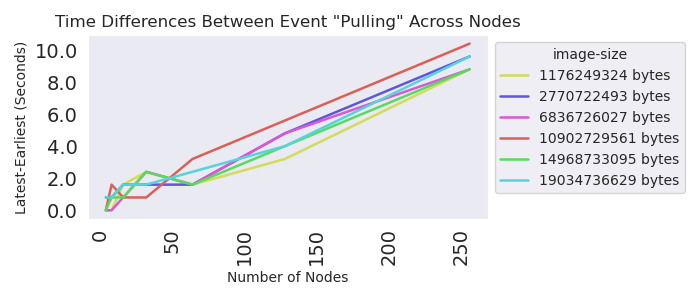 Time Differences Between Event "Pulling" Across Nodes
Latest-Earliest (Seconds)
10.0
8.0
6.0
4.0
2.0
0.0
0
50
100
150
200
250
Number of Nodes
image-size
1176249324 bytes
2770722493 bytes
6836726027 bytes
10902729561 bytes
14968733095 bytes
19034736629 bytes